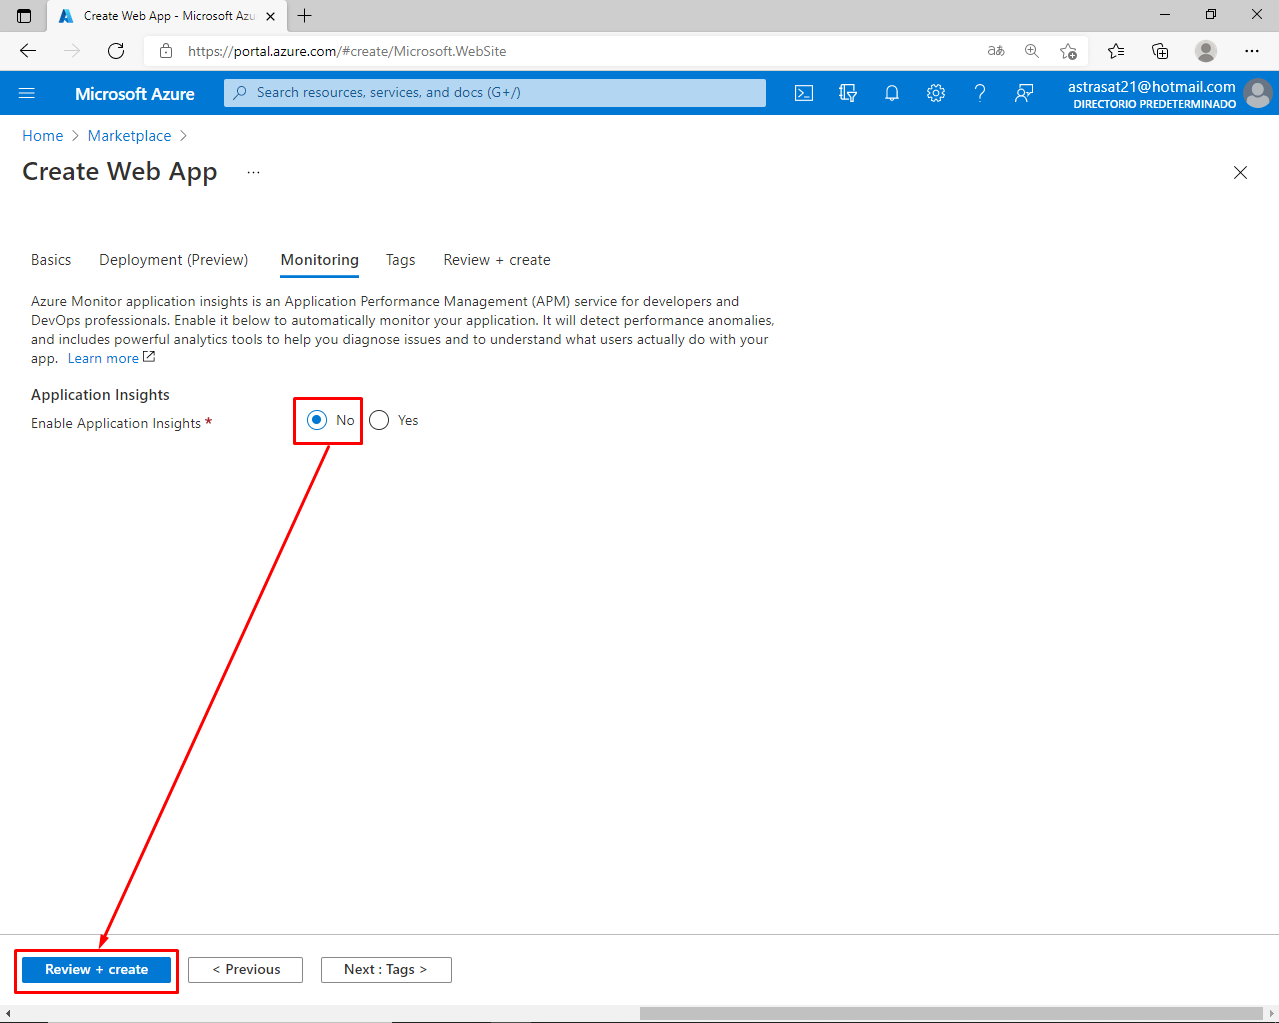 Create Web App - Microsoft Azu
https://portal.azure.com/#create/Microsoft.WebSite
Microsoft Azure
Search resources, services, and docs (G+/)
astrasat21@hotmail.com
DIRECTORIO PREDETERMINADO
Home > Marketplace >
Create Web App ...
Basics Deployment (Preview) Monitoring Tags Review + create
Azure Monitor application insights is an Application Performance Management (APM) service for developers and
DevOps professionals. Enable it below to automatically monitor your application. It will detect performance anomalies,
and includes powerful analytics tools to help you diagnose issues and to understand what users actually do with your
app. Learn more
Application Insights
Enable Application Insights *
No Yes
Review + create < Previous Next : Tags >